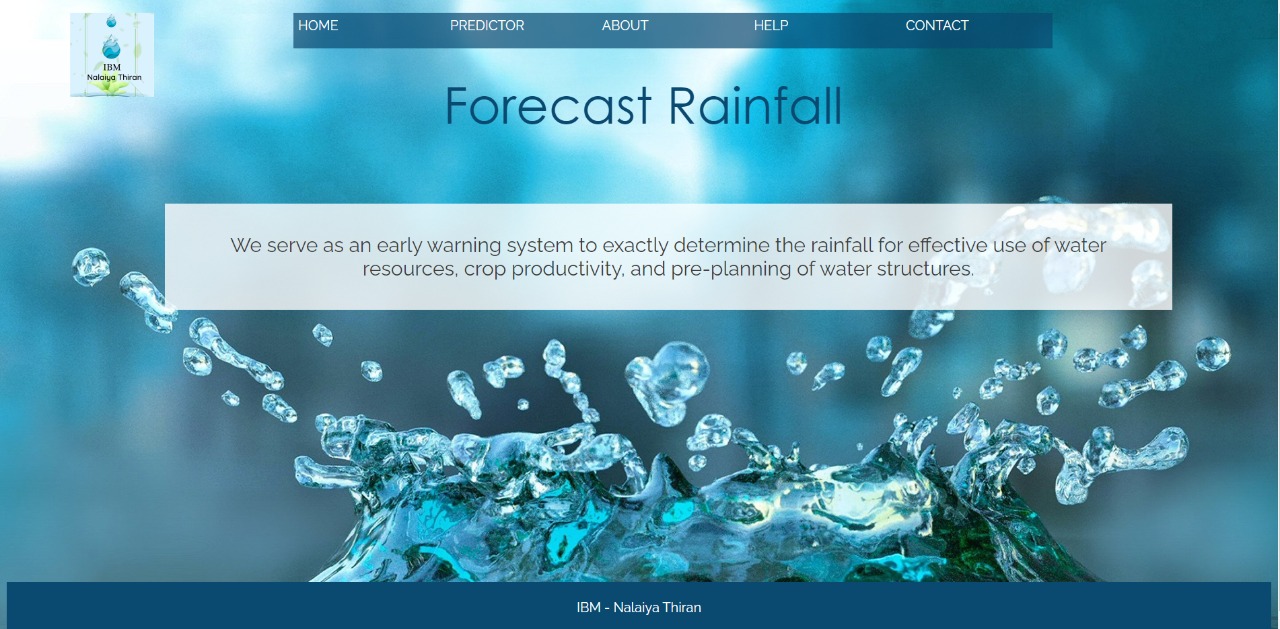 HOME PREDICTOR ABOUT HELP CONTACT
IBM
Nalaiya Thiran
Forecast Rainfall
We serve as an early warning system to exactly determine the rainfall for effective use of water
resources, crop productivity, and pre-planning of water structures.
IBM - Nalaiya Thiran